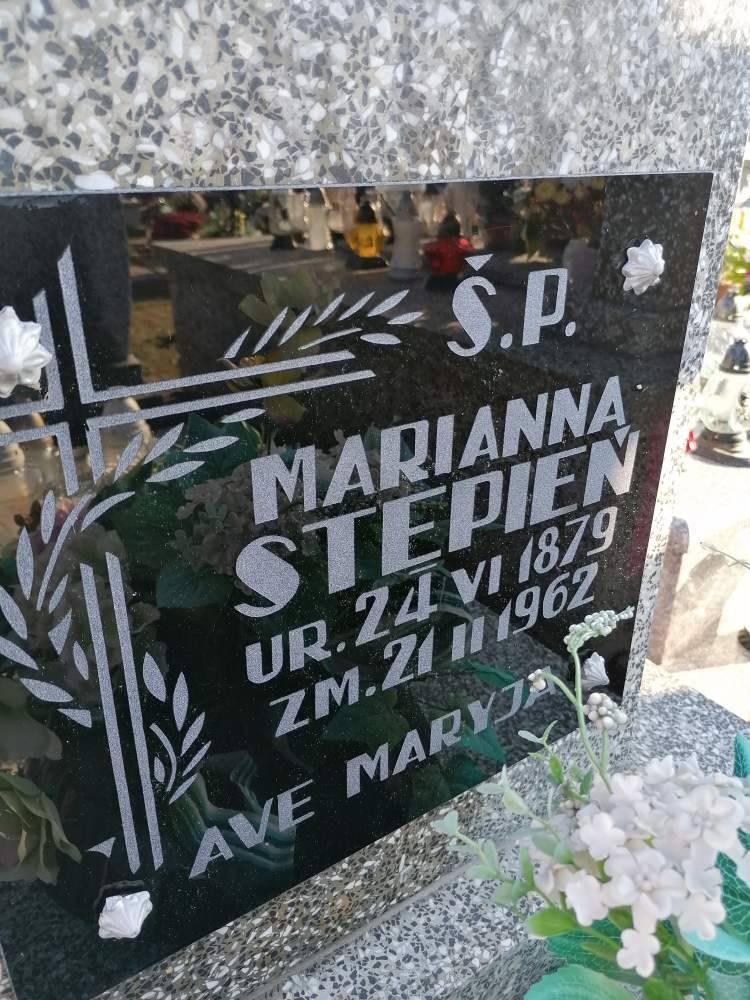 Ś.P.
MARIANNA
STĘPIEŃ
UR. 24 VI 1879
ZM. 21 II 1962
AVE MARYJA